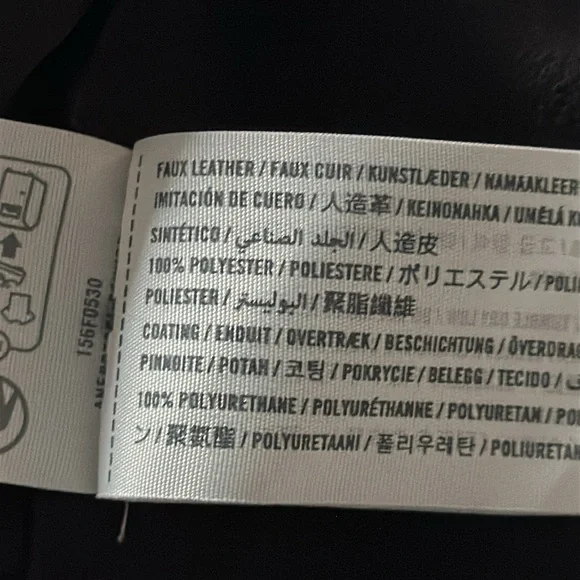 FAUX LEATHER / FAUX CUIR / KUNSTLÆDER / NAMAAKLEER
IMITACIÓN DE CUERO / 人造革 / KEINONAHKA / UMĚLÁ K
SINTÉTICO / الجلد الصناعي / 人造皮
100% POLYESTER / POLIESTERE / ポリエステル / POLI
POLIESTER / البوليستر / 聚脂纖維
COATING / ENDUIT / OVERTRÆK / BESCHICHTUNG / ÖVERDRAG
PINNOITE / POTAH / 코팅 / POKRYCIE / BELEGG / TECIDO /
100% POLYURETHANE / POLYURÉTHANNE / POLYURETAN / PO
ン / 聚氨酯 / POLYURETAANI / 폴리우레탄 / POLIURETAN
156F0530